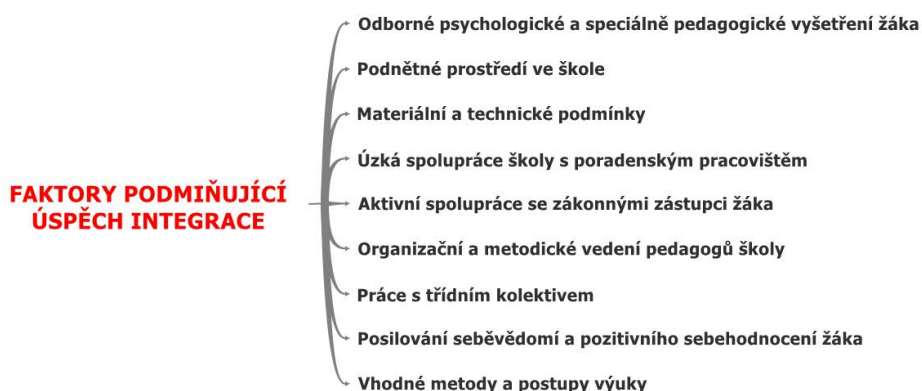 Odborné psychologické a speciálně pedagogické vyšetření žáka
Podnětné prostředí ve škole
Materiální a technické podmínky
Úzká spolupráce školy s poradenským pracovištěm
FAKTORY PODMIŇUJÍCÍ
ÚSPĚCH INTEGRACE
Aktivní spolupráce se zákonnými zástupci žáka
Organizační a metodické vedení pedagogů školy
Práce s třídním kolektivem
Posilování seběvědomí a pozitivního sebehodnocení žáka
Vhodné metody a postupy výuky